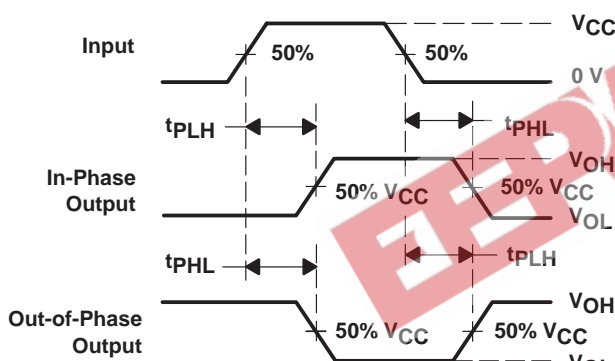 VCC
Input
50%
50%
0 V
tPLH
tPHL
VOH
In-Phase
Output
50% VCC
50% VCC
VOL
tPHL
tPLH
VOH
Out-of-Phase
Output
50% VCC
50% VCC